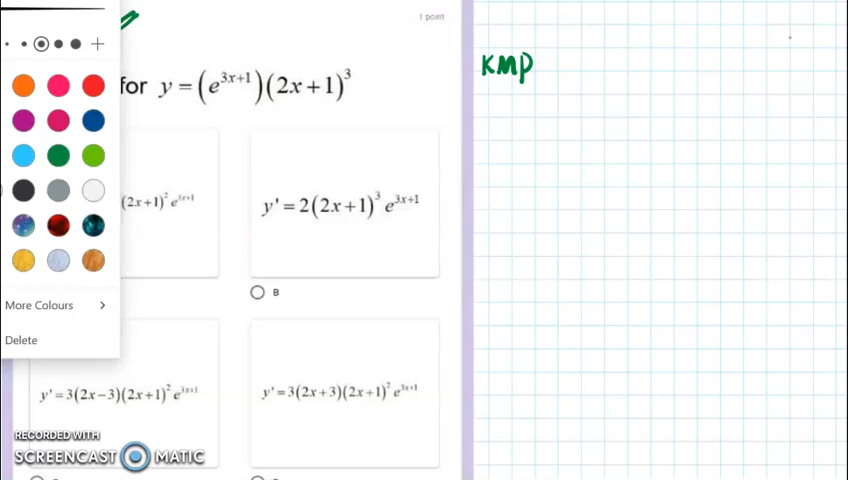 1 point
KMP
for y = (e^{3x+1})(2x+1)^3
(2x+1)^2 e^{3x+1}
y' = 2(2x+1)^3 e^{3x+1}
B
More Colours
Delete
y' = 3(2x−3)(2x+1)^2 e^{3x+1}
y' = 3(2x+3)(2x+1)^2 e^{3x+1}
RECORDED WITH
SCREENCAST MATIC